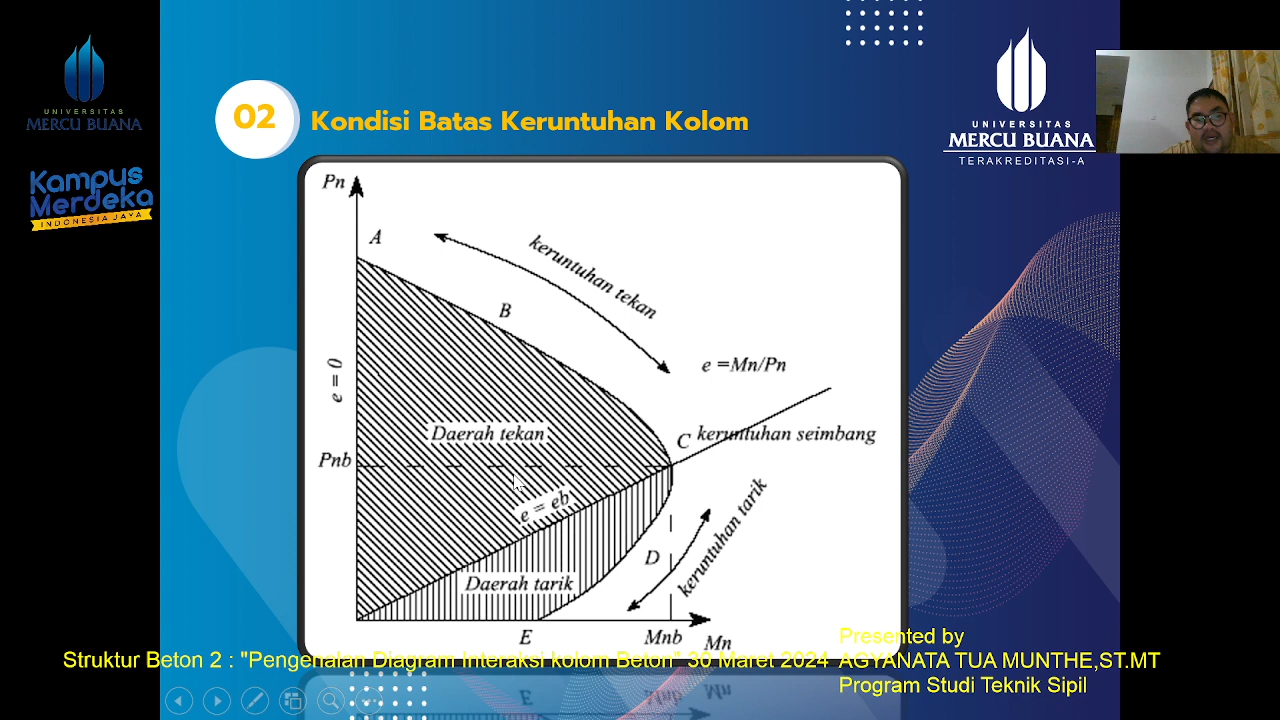 UNIVERSITAS
MERCU BUANA
Kampus
Merdeka
INDONESIA JAYA
02
Kondisi Batas Keruntuhan Kolom
UNIVERSITAS
MERCU BUANA
TERAKREDITASI-A
Pn
A
keruntuhan tekan
B
e = 0
e =Mn/Pn
Daerah tekan
C
keruntuhan seimbang
Pnb
e = eb
keruntuhan tarik
D
Daerah tarik
E
Mnb
Mn
Presented by
Struktur Beton 2 : "Pengenalan Diagram Interaksi kolom Beton" 30 Maret 2024
AGYANATA TUA MUNTHE,ST.MT
Program Studi Teknik Sipil
E
Mnb
Mn